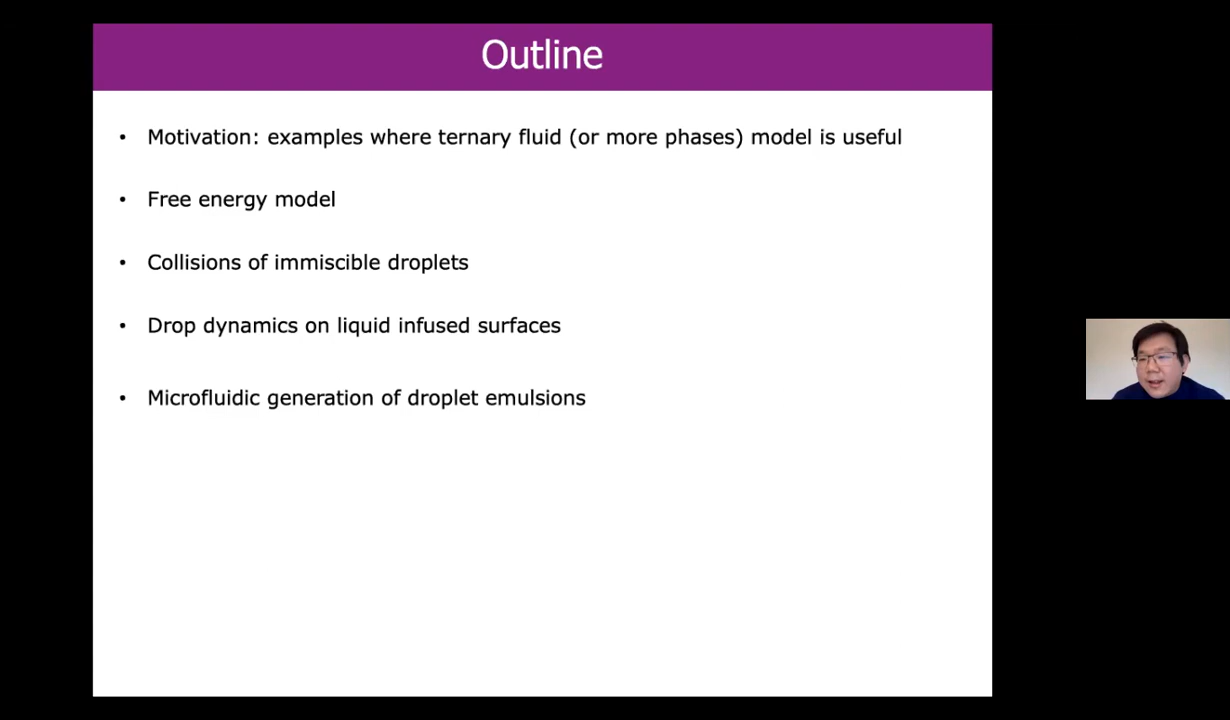 Outline
• Motivation: examples where ternary fluid (or more phases) model is useful
• Free energy model
• Collisions of immiscible droplets
• Drop dynamics on liquid infused surfaces
• Microfluidic generation of droplet emulsions